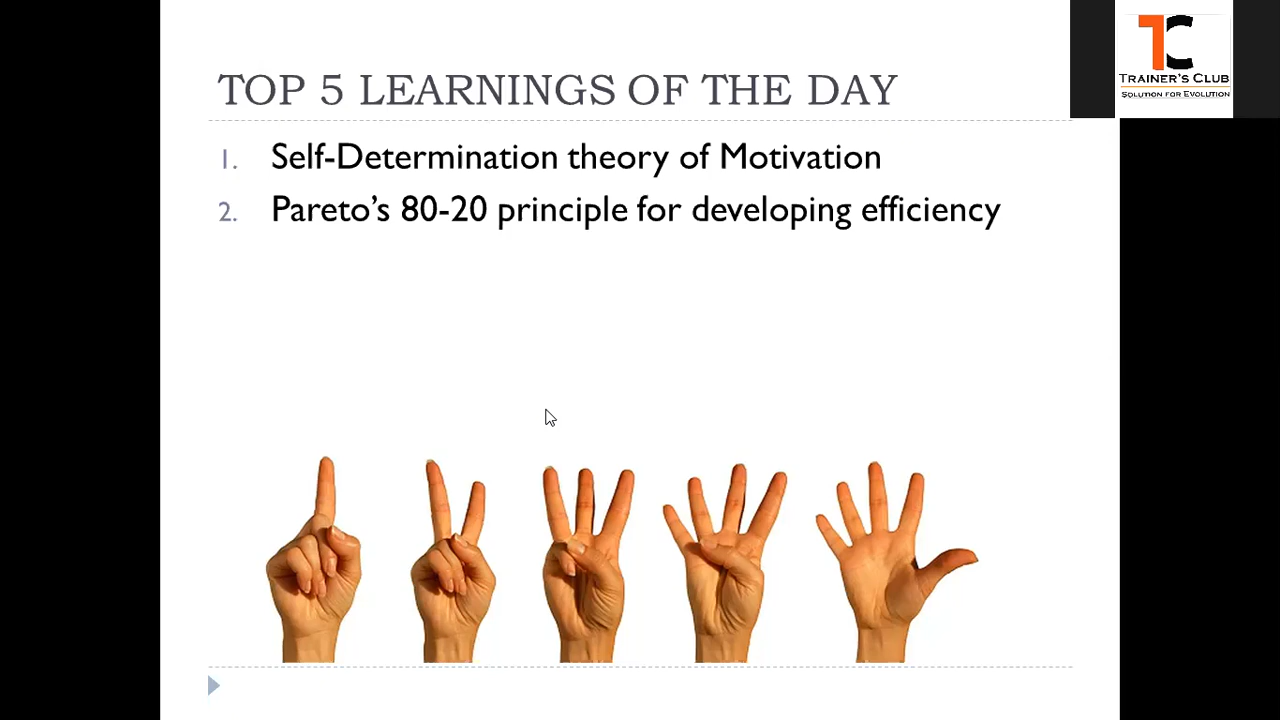 TOP 5 LEARNINGS OF THE DAY
1. Self-Determination theory of Motivation
2. Pareto's 80-20 principle for developing efficiency
TC
TRAINER'S CLUB
SOLUTION FOR EVOLUTION